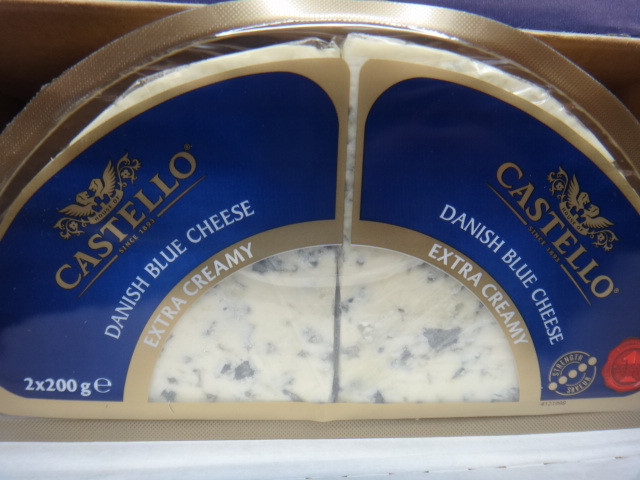 CASTELLO
SINCE 1893
DANISH BLUE CHEESE
EXTRA CREAMY
2x200 g e
CASTELLO
SINCE 1893
DANISH BLUE CHEESE
EXTRA CREAMY
STRENGTH